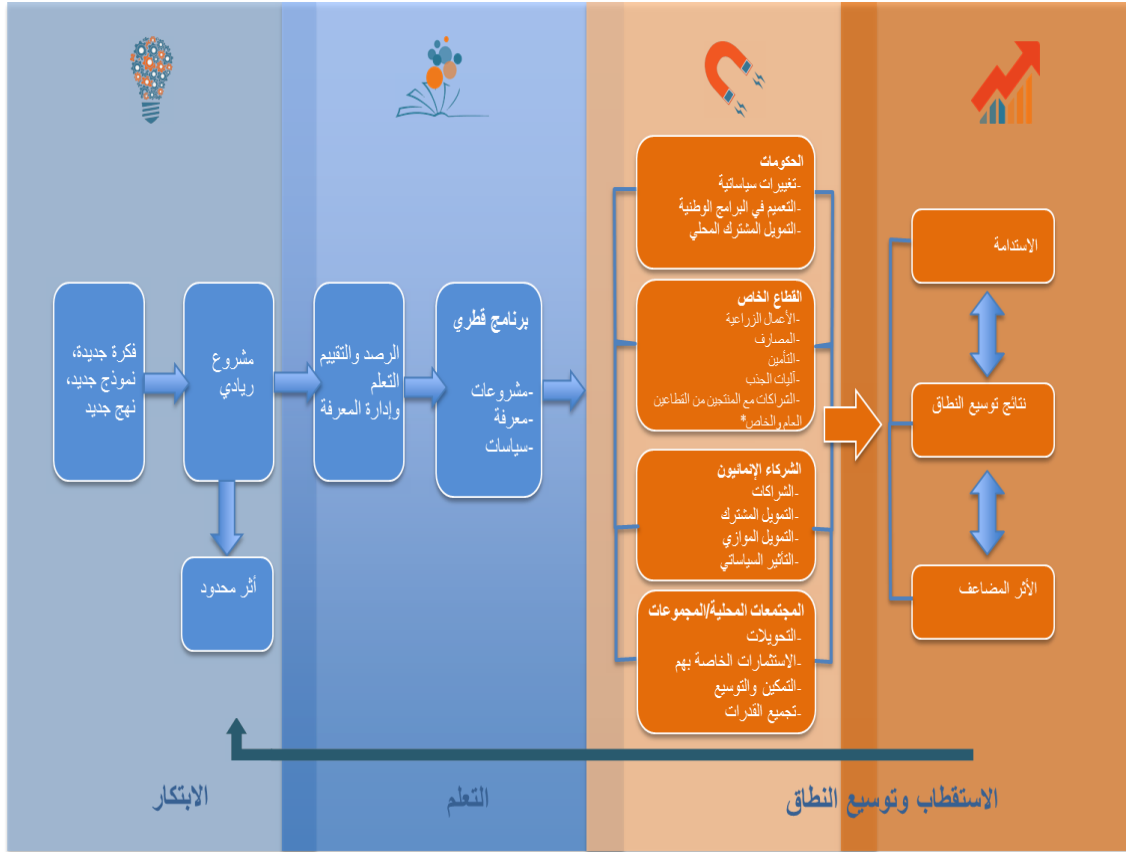 فكرة جديدة،
نموذج جديد،
نهج جديد
مشروع
ريادي
أثر محدود
الرصد والتقييم
التعلم
وإدارة المعرفة
برنامج قطري
-مشروعات
-معرفة
-سياسات
الحكومات
-تغييرات سياساتية
-التعميم في البرامج الوطنية
-التمويل المشترك المحلي
القطاع الخاص
-الأعمال الزراعية
-المصارف
-التأمين
-آليات الجذب
-الشراكات مع المنتجين من القطاعين
العام والخاص*
الشركاء الإنمائيون
-الشراكات
-التمويل المشترك
-التمويل الموازي
-التأثير السياساتي
المجتمعات المحلية/المجموعات
-التحويلات
-الاستثمارات الخاصة بهم
-التمكين والتوسيع
-تجميع القدرات
الاستدامة
نتائج توسيع النطاق
الأثر المضاعف
الابتكار
التعلم
الاستقطاب وتوسيع النطاق